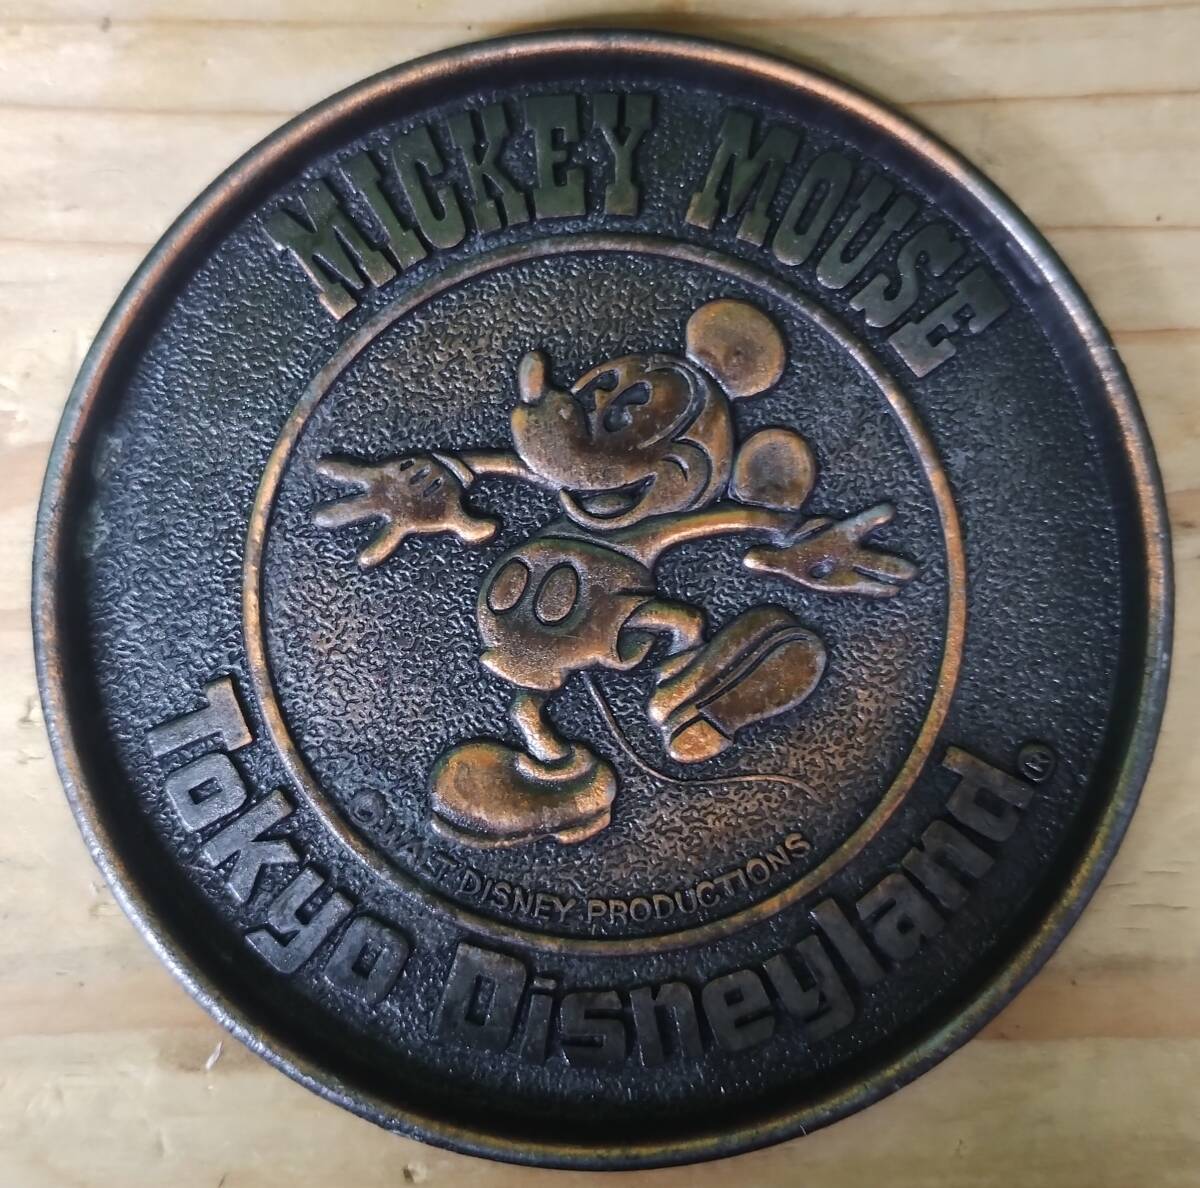 MICKEY MOUSE
© WALT DISNEY PRODUCTIONS
Tokyo Disneyland®